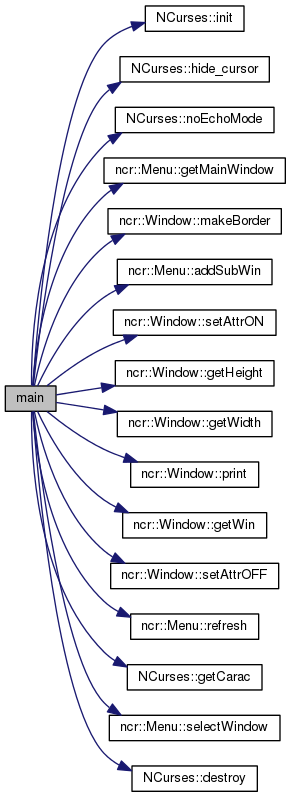 NCurses::init
NCurses::hide_cursor
NCurses::noEchoMode
ncr::Menu::getMainWindow
ncr::Window::makeBorder
ncr::Menu::addSubWin
ncr::Window::setAttrON
ncr::Window::getHeight
main
ncr::Window::getWidth
ncr::Window::print
ncr::Window::getWin
ncr::Window::setAttrOFF
ncr::Menu::refresh
NCurses::getCarac
ncr::Menu::selectWindow
NCurses::destroy